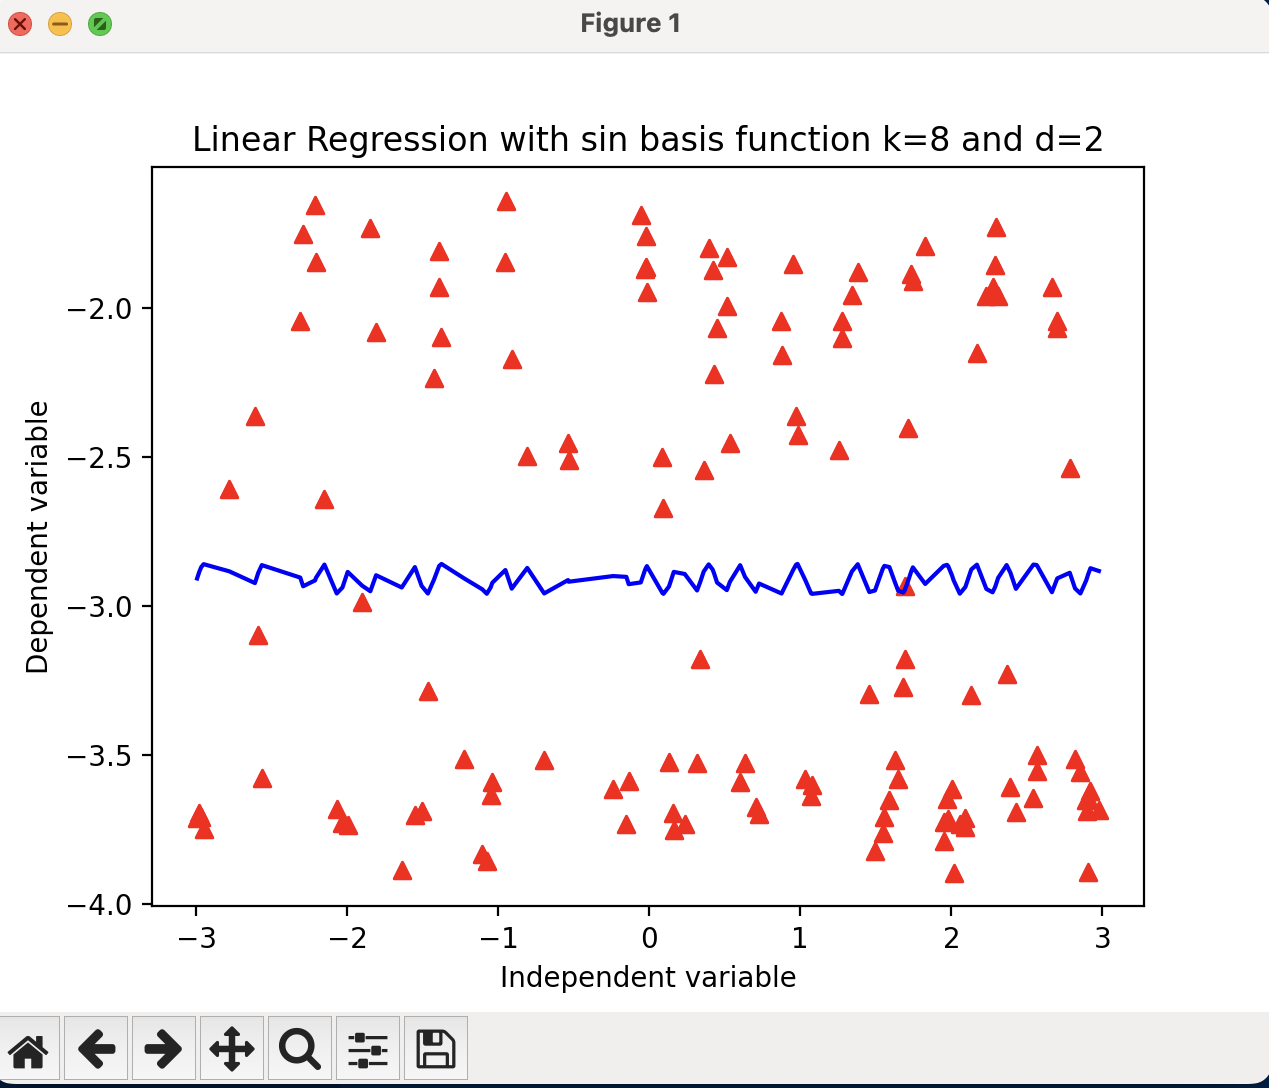 Figure 1
Linear Regression with sin basis function k=8 and d=2
Dependent variable
−2.0
−2.5
−3.0
−3.5
−4.0
−3 −2 −1 0 1 2 3
Independent variable